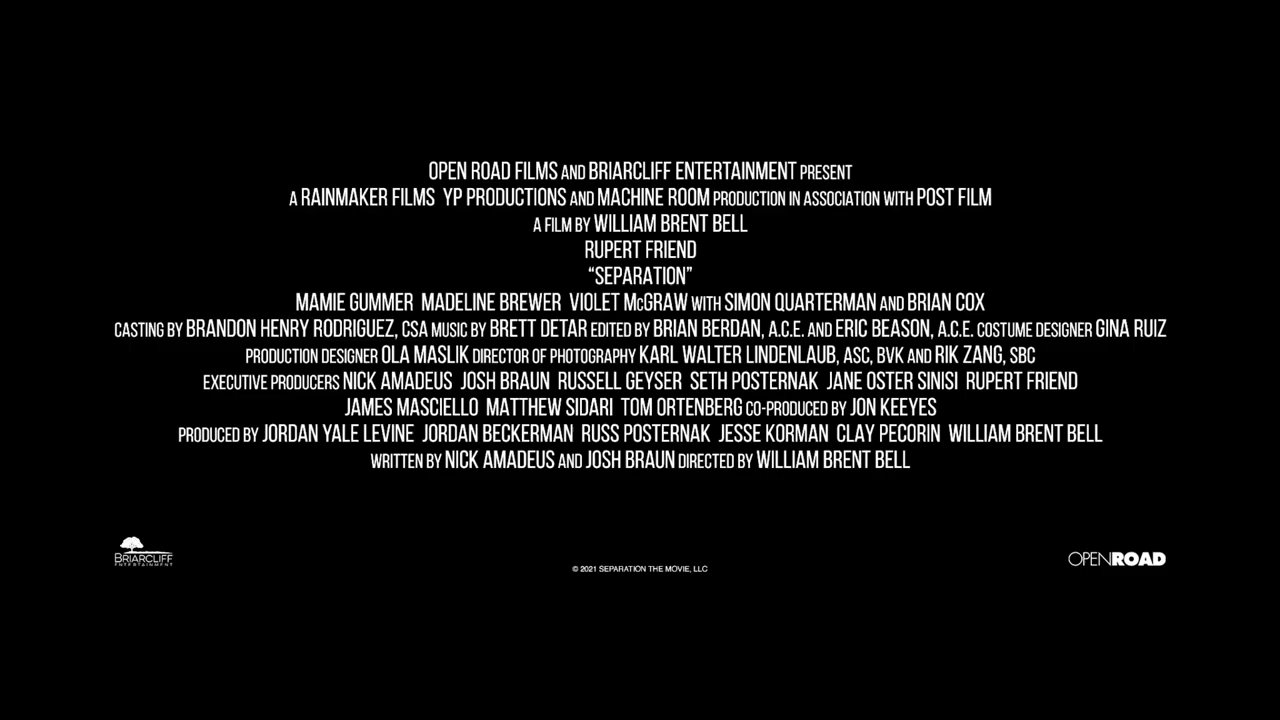 OPEN ROAD FILMS AND BRIARCLIFF ENTERTAINMENT PRESENT
A RAINMAKER FILMS YP PRODUCTIONS AND MACHINE ROOM PRODUCTION IN ASSOCIATION WITH POST FILM
A FILM BY WILLIAM BRENT BELL
RUPERT FRIEND
“SEPARATION”
MAMIE GUMMER MADELINE BREWER VIOLET McGRAW WITH SIMON QUARTERMAN AND BRIAN COX
CASTING BY BRANDON HENRY RODRIGUEZ, CSA MUSIC BY BRETT DETAR EDITED BY BRIAN BERDAN, A.C.E. AND ERIC BEASON, A.C.E. COSTUME DESIGNER GINA RUIZ
PRODUCTION DESIGNER OLA MASLIK DIRECTOR OF PHOTOGRAPHY KARL WALTER LINDENLAUB, ASC, BVK AND RIK ZANG, SBC
EXECUTIVE PRODUCERS NICK AMADEUS JOSH BRAUN RUSSELL GEYSER SETH POSTERNAK JANE OSTER SINISI RUPERT FRIEND
JAMES MASCIELLO MATTHEW SIDARI TOM ORTENBERG CO-PRODUCED BY JON KEEYES
PRODUCED BY JORDAN YALE LEVINE JORDAN BECKERMAN RUSS POSTERNAK JESSE KORMAN CLAY PECORIN WILLIAM BRENT BELL
WRITTEN BY NICK AMADEUS AND JOSH BRAUN DIRECTED BY WILLIAM BRENT BELL
BRIARCLIFF
ENTERTAINMENT
© 2021 SEPARATION THE MOVIE, LLC
OPENROAD